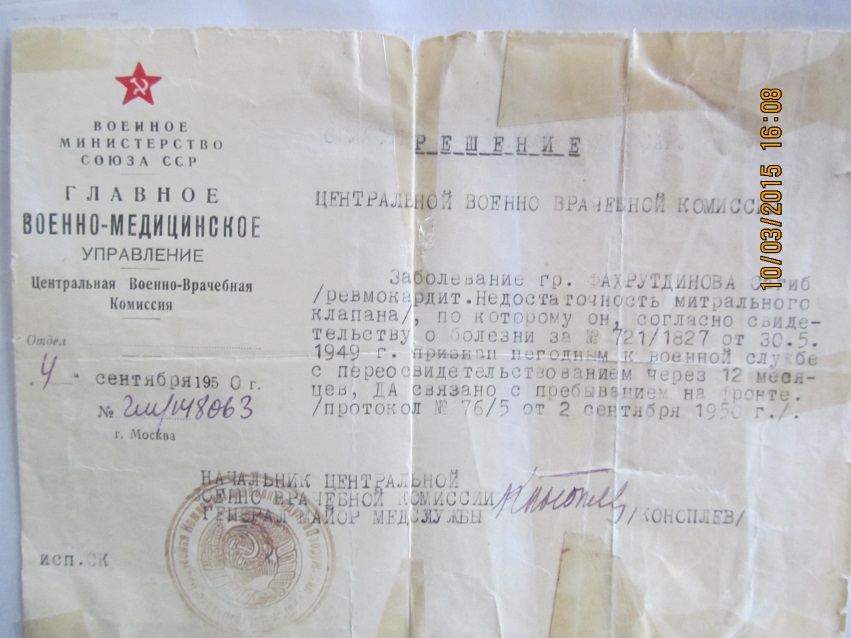 ВОЕННОЕ
МИНИСТЕРСТВО
СОЮЗА ССР
ГЛАВНОЕ
ВОЕННО-МЕДИЦИНСКОЕ
УПРАВЛЕНИЕ
Центральная Военно-Врачебная
Комиссия
Отдел
"4" сентября 1950 г.
№
г. Москва
РЕШЕНИЕ
ЦЕНТРАЛЬНОЙ ВОЕННО ВРАЧЕБНОЙ КОМИССИИ
Заболевание гр. ФАХРУТДИНОВА
/ревмокардит.Недостаточность митрального
клапана/, по которому он, согласно свиде-
тельству о болезни за № 721/1827 от 30.5.
1949 г. признан негодным к военной службе
с переосвидетельствованием через 12 меся-
цев, ДА связано с пребыванием на фронте.
/протокол № 76/5 от 2 сентября 1950 г./.
НАЧАЛЬНИК ЦЕНТРАЛЬНОЙ
ВРАЧЕБНОЙ КОМИССИИ
ГЕНЕРАЛ МАЙОР МЕДСЛУЖБЫ /КОНОПЛЕВ/
исп.СК
10/03/2015 16:08